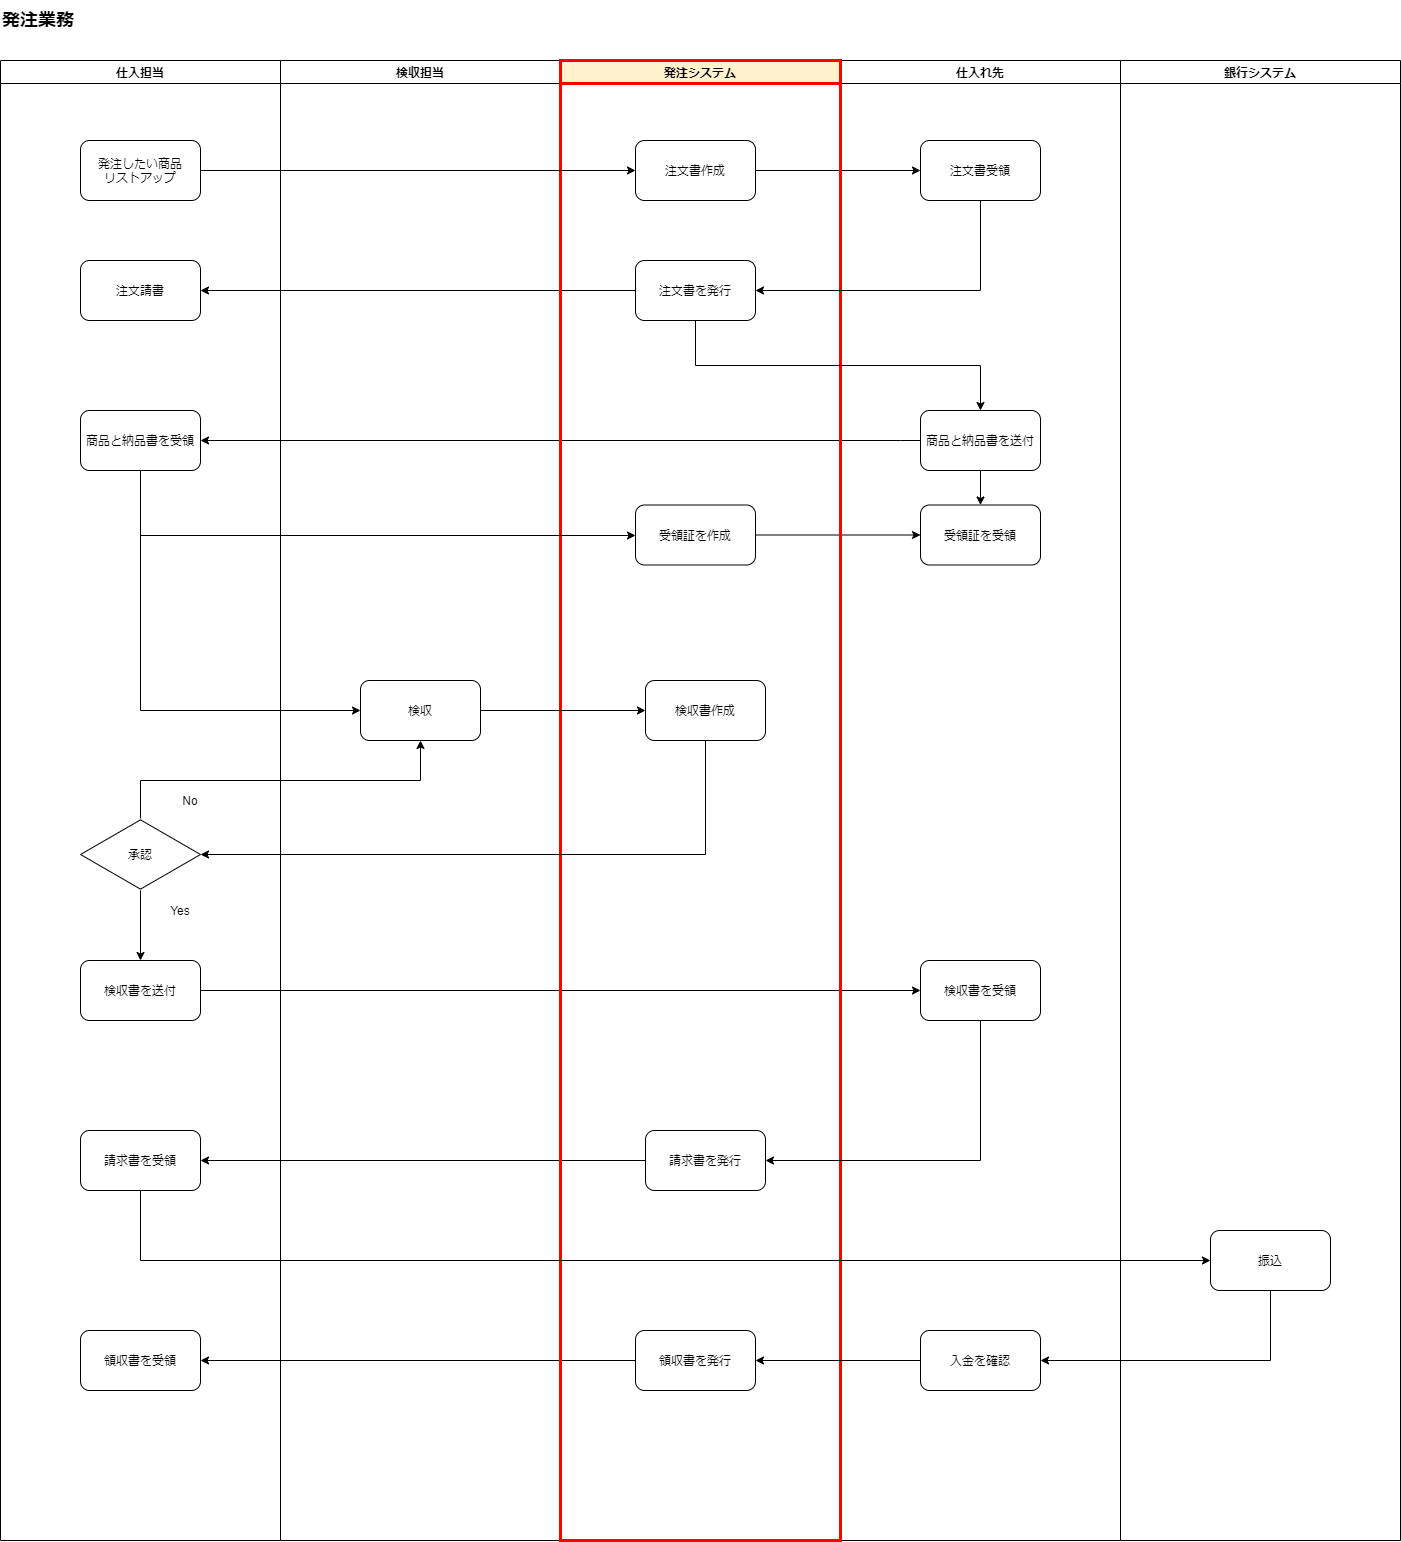 発注業務
仕入担当
検収担当
発注システム
仕入れ先
銀行システム
発注したい商品
リストアップ
注文書作成
注文書受領
注文請書
注文書を発行
商品と納品書を受領
商品と納品書を送付
受領証を作成
受領証を受領
検収
検収書作成
No
承認
Yes
検収書を送付
検収書を受領
請求書を受領
請求書を発行
振込
領収書を受領
領収書を発行
入金を確認